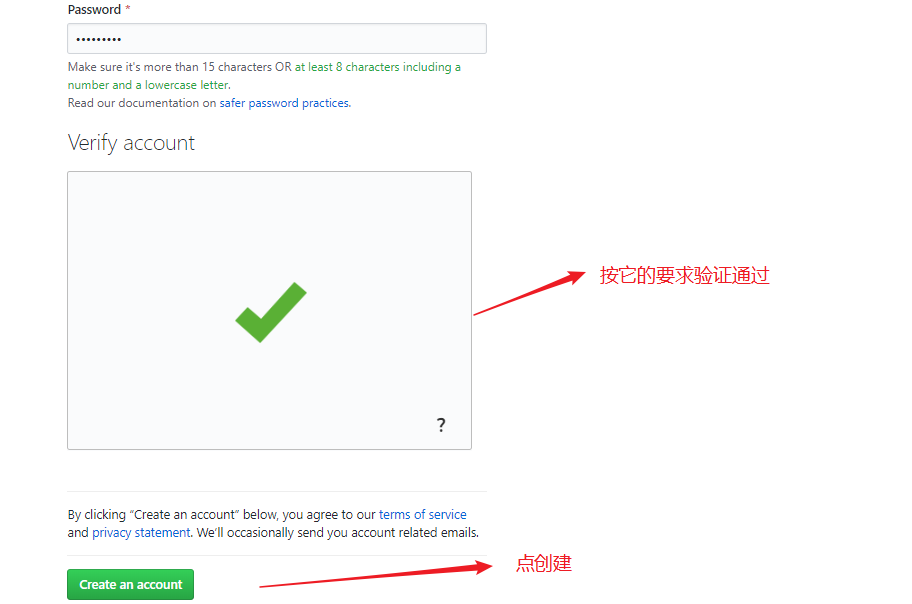 Password *
•••••••••
Make sure it's more than 15 characters OR at least 8 characters including a
number and a lowercase letter.
Read our documentation on safer password practices.
Verify account
按它的要求验证通过
?
By clicking “Create an account” below, you agree to our terms of service
and privacy statement. We’ll occasionally send you account related emails.
点创建
Create an account